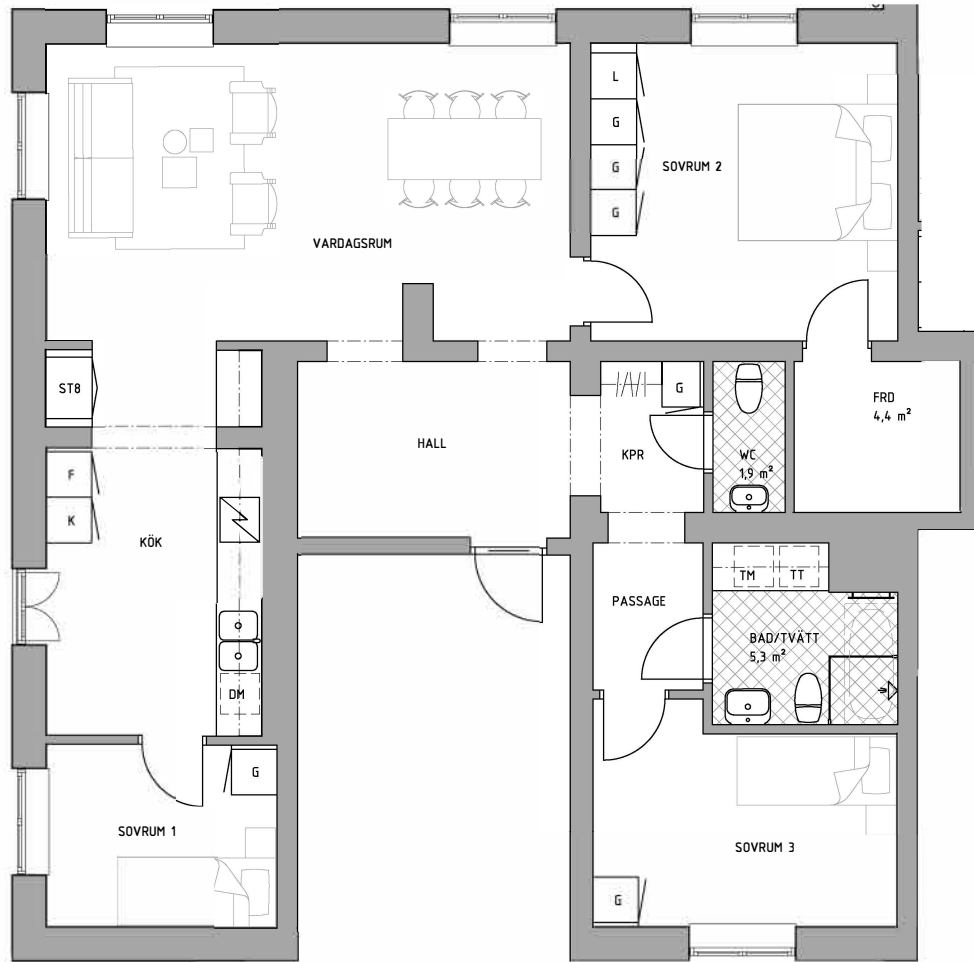 L
G
G
G
SOVRUM 2
VARDAGSRUM
ST8
G
FRD
4,4 m²
HALL
KPR
WC
1,9 m²
F
K
KÖK
TM
TT
PASSAGE
BAD/TVÄTT
5,3 m²
DM
G
SOVRUM 1
SOVRUM 3
G